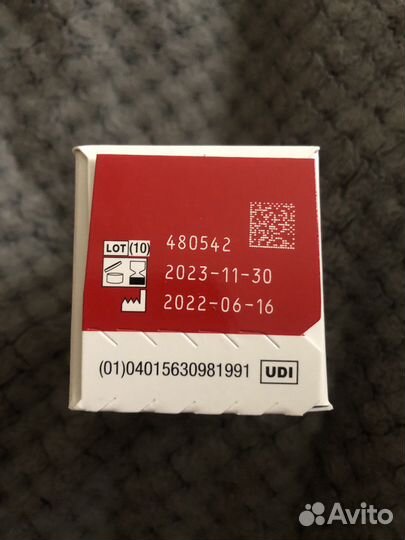 LOT (10) 480542
2023-11-30
2022-06-16
(01)04015630981991 UDI
Avito